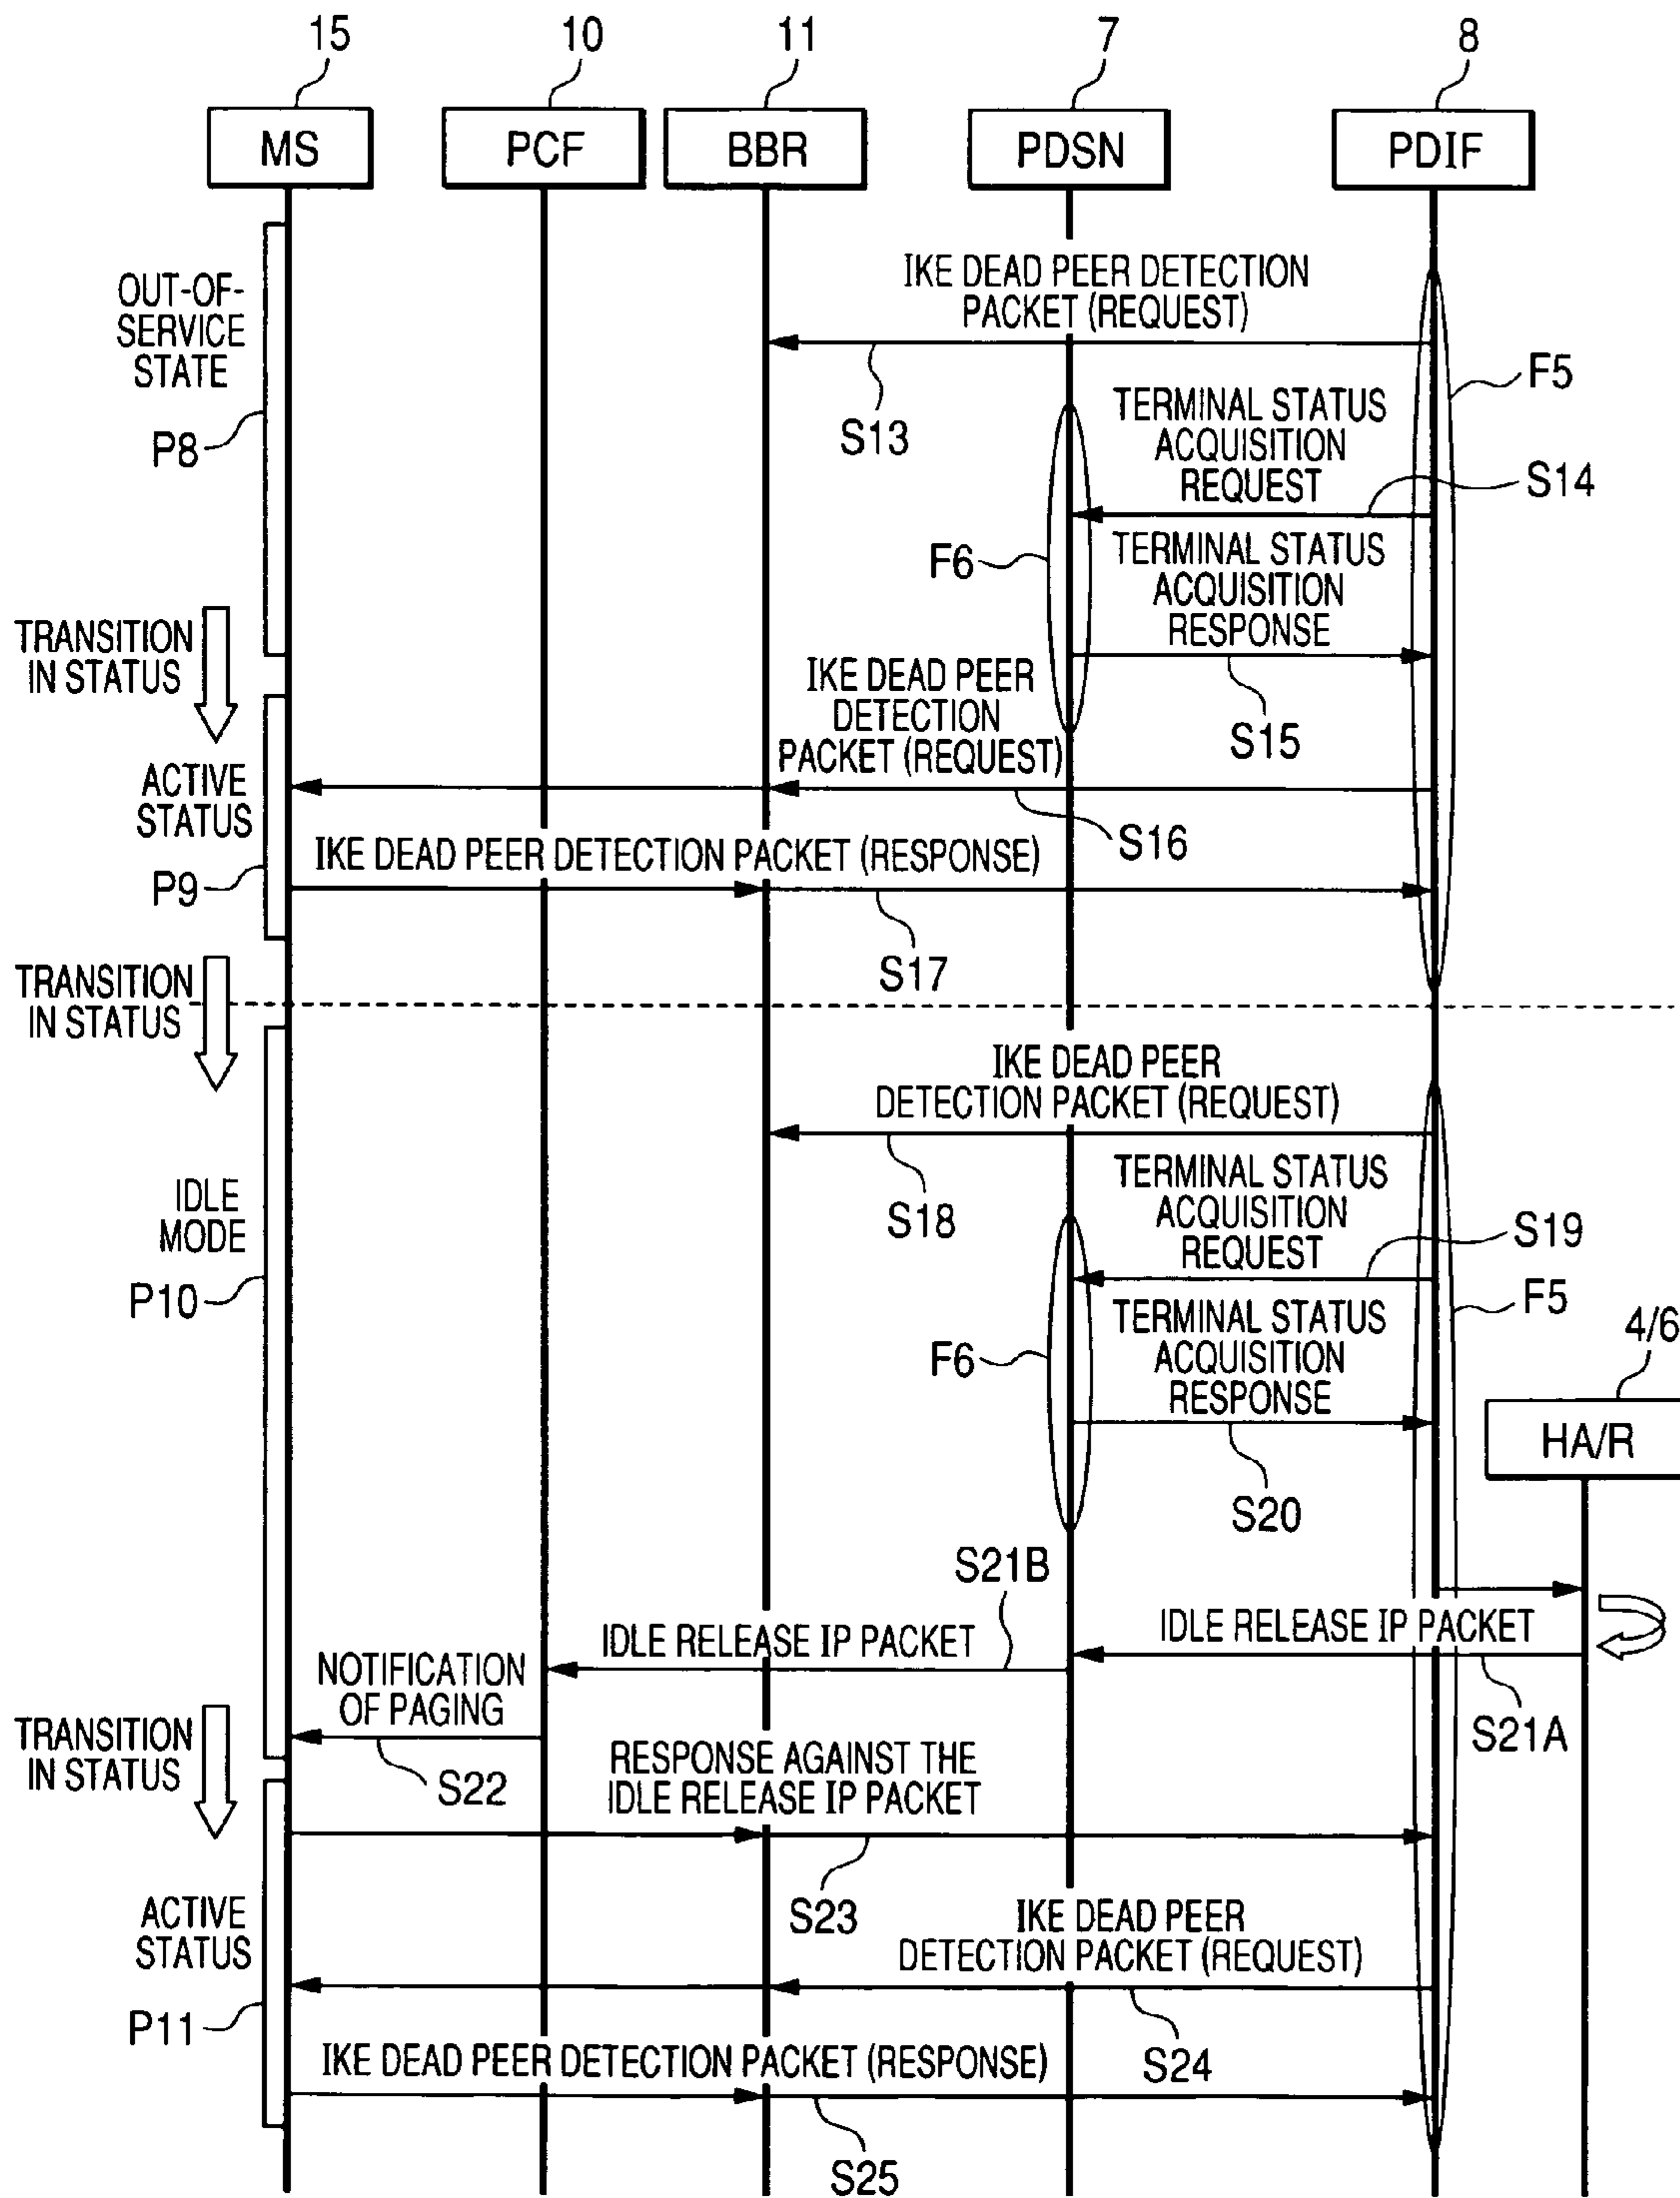 15
10
11
7
8
MS
PCF
BBR
PDSN
PDIF
OUT-OF-
SERVICE
STATE
P8
IKE DEAD PEER DETECTION
PACKET (REQUEST)
S13
F5
TERMINAL STATUS
ACQUISITION
REQUEST
S14
F6
TERMINAL STATUS
ACQUISITION
RESPONSE
S15
TRANSITION
IN STATUS
IKE DEAD PEER
DETECTION
PACKET (REQUEST)
S16
ACTIVE
STATUS
P9
IKE DEAD PEER DETECTION PACKET (RESPONSE)
S17
TRANSITION
IN STATUS
IKE DEAD PEER
DETECTION PACKET (REQUEST)
S18
IDLE
MODE
P10
TERMINAL STATUS
ACQUISITION
REQUEST
S19
F5
F6
TERMINAL STATUS
ACQUISITION
RESPONSE
S20
4/6
HA/R
S21B
IDLE RELEASE IP PACKET
IDLE RELEASE IP PACKET
S21A
NOTIFICATION
OF PAGING
S22
TRANSITION
IN STATUS
RESPONSE AGAINST THE
IDLE RELEASE IP PACKET
S23
ACTIVE
STATUS
P11
IKE DEAD PEER
DETECTION PACKET (REQUEST)
S24
IKE DEAD PEER DETECTION PACKET (RESPONSE)
S25